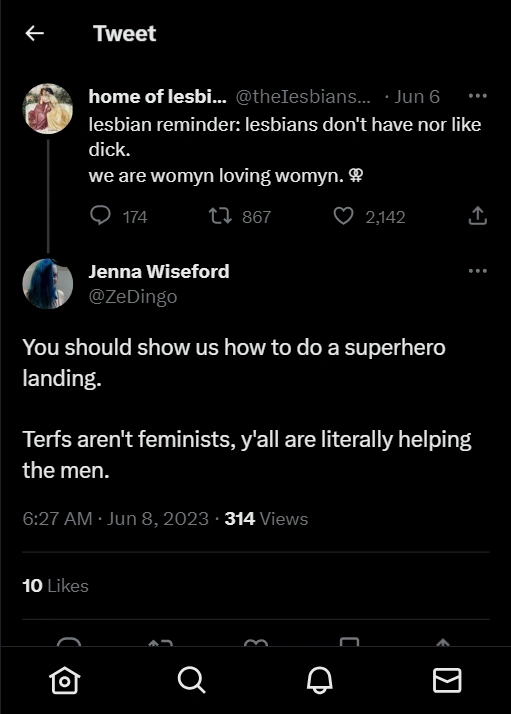 Tweet
home of lesbi... @theIesbians... · Jun 6
lesbian reminder: lesbians don't have nor like
dick.
we are womyn loving womyn. ⚢
174 867 2,142
Jenna Wiseford
@ZeDingo
You should show us how to do a superhero
landing.
Terfs aren't feminists, y'all are literally helping
the men.
6:27 AM · Jun 8, 2023 · 314 Views
10 Likes